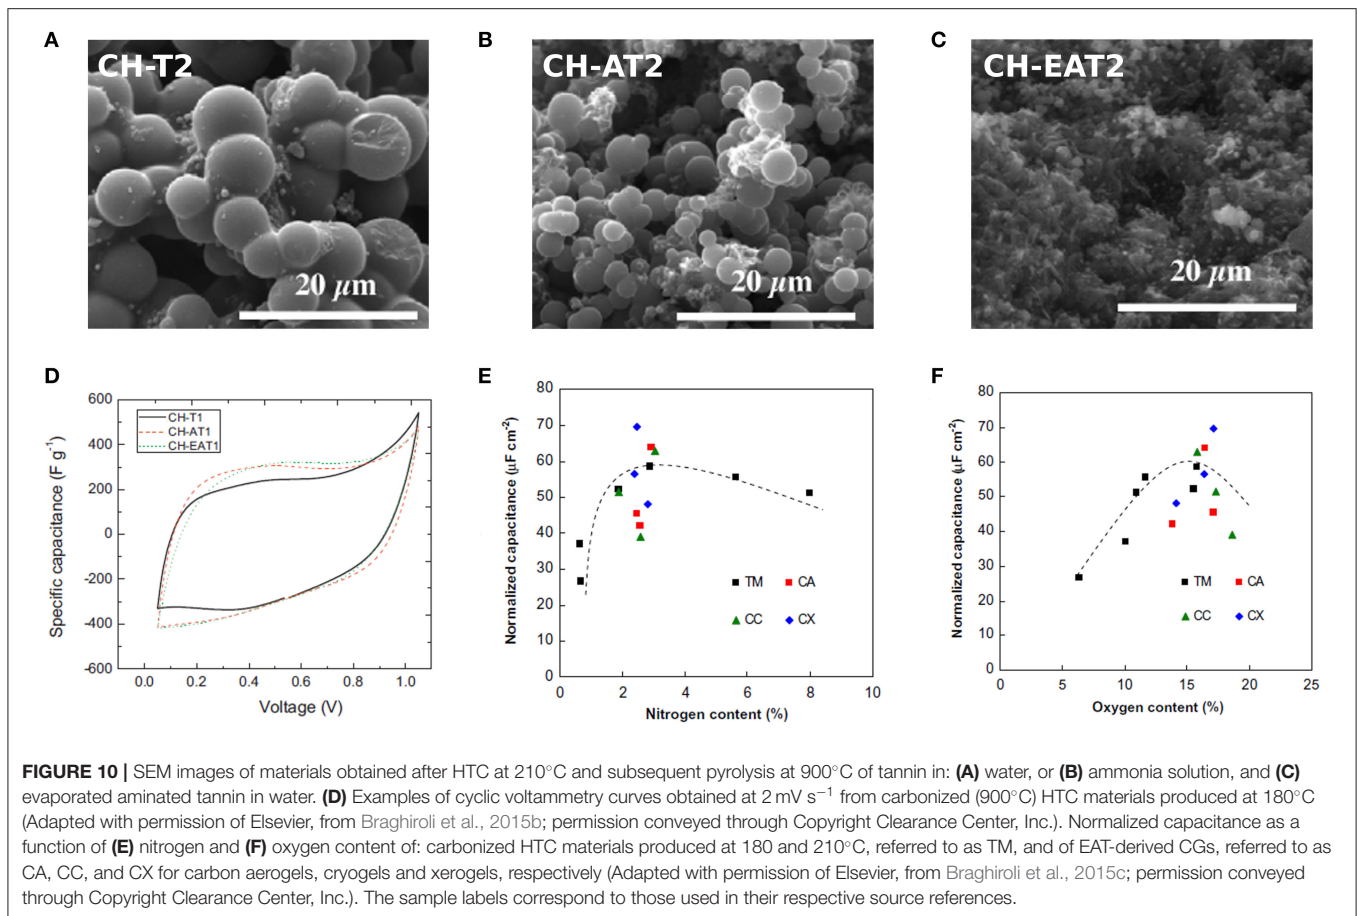 A
B
C
CH-T2
CH-AT2
CH-EAT2
20 µm
20 µm
20 µm
D
E
F
600
400
200
0
-200
-400
-600
Specific capacitance (F g⁻¹)
CH-T1
CH-AT1
CH-EAT1
0.0 0.2 0.4 0.6 0.8 1.0
Voltage (V)
80
70
60
50
40
30
20
10
0
Normalized capacitance (µF cm⁻²)
TM CA
CC CX
0 2 4 6 8 10
Nitrogen content (%)
80
70
60
50
40
30
20
10
0
Normalized capacitance (µF cm⁻²)
TM CA
CC CX
0 5 10 15 20 25
Oxygen content (%)
FIGURE 10 | SEM images of materials obtained after HTC at 210°C and subsequent pyrolysis at 900°C of tannin in: (A) water, or (B) ammonia solution, and (C)
evaporated aminated tannin in water. (D) Examples of cyclic voltammetry curves obtained at 2 mV s⁻¹ from carbonized (900°C) HTC materials produced at 180°C
(Adapted with permission of Elsevier, from Braghiroli et al., 2015b; permission conveyed through Copyright Clearance Center, Inc.). Normalized capacitance as a
function of (E) nitrogen and (F) oxygen content of: carbonized HTC materials produced at 180 and 210°C, referred to as TM, and of EAT-derived CGs, referred to as
CA, CC, and CX for carbon aerogels, cryogels and xerogels, respectively (Adapted with permission of Elsevier, from Braghiroli et al., 2015c; permission conveyed
through Copyright Clearance Center, Inc.). The sample labels correspond to those used in their respective source references.